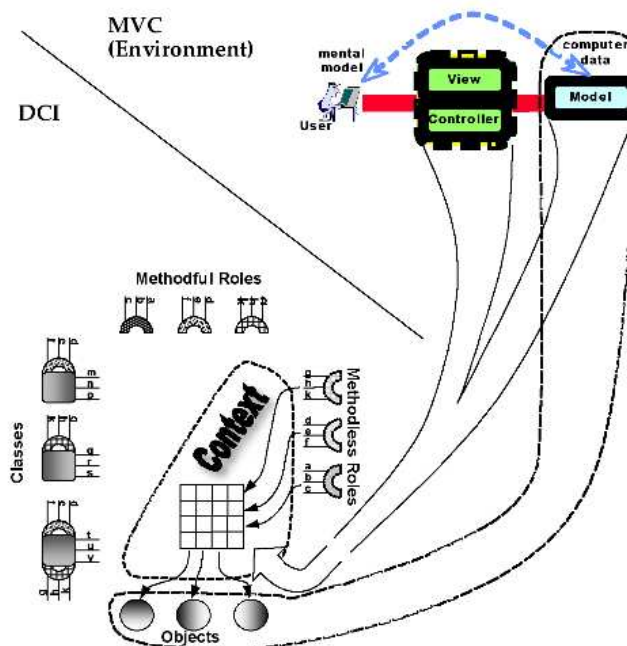 MVC
(Environment)
DCI
mental
model
User
View
Controller
computer
data
Model
Methodful Roles
Classes
m
n
p
q
r
s
t
u
v
Context
Methodless Roles
g
h
k
d
e
f
a
b
c
g
h
k
Objects